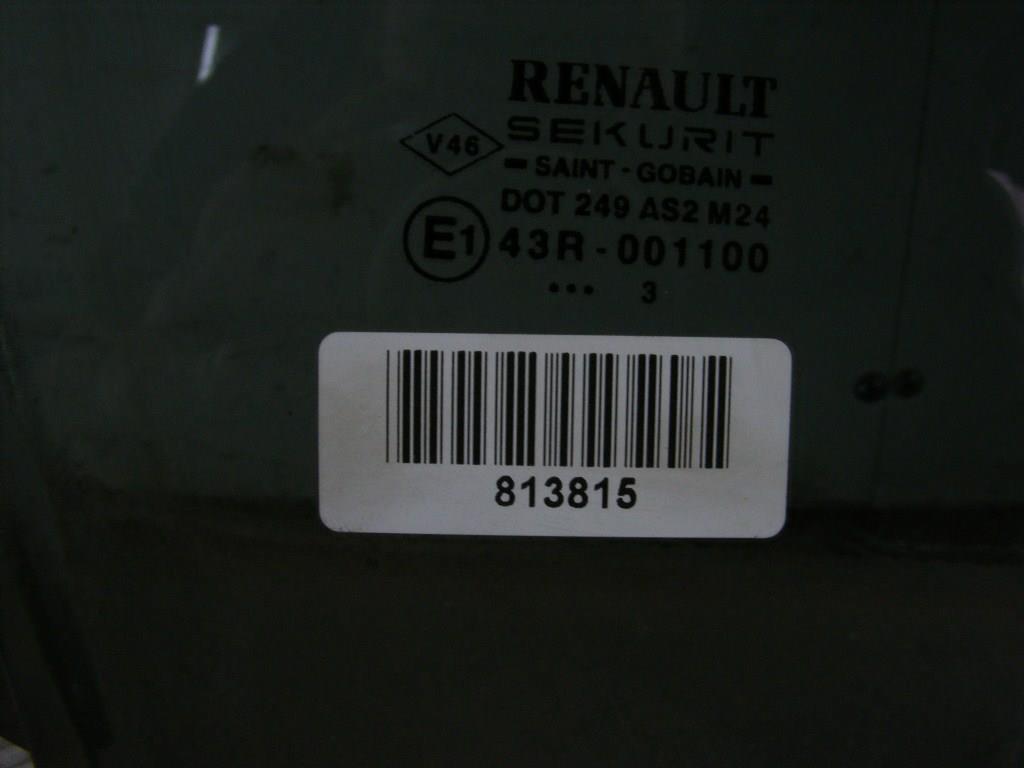 RENAULT
V46 SEKURIT
SAINT - GOBAIN
DOT 249 AS2 M24
E1 43R - 001100
••• 3
813815